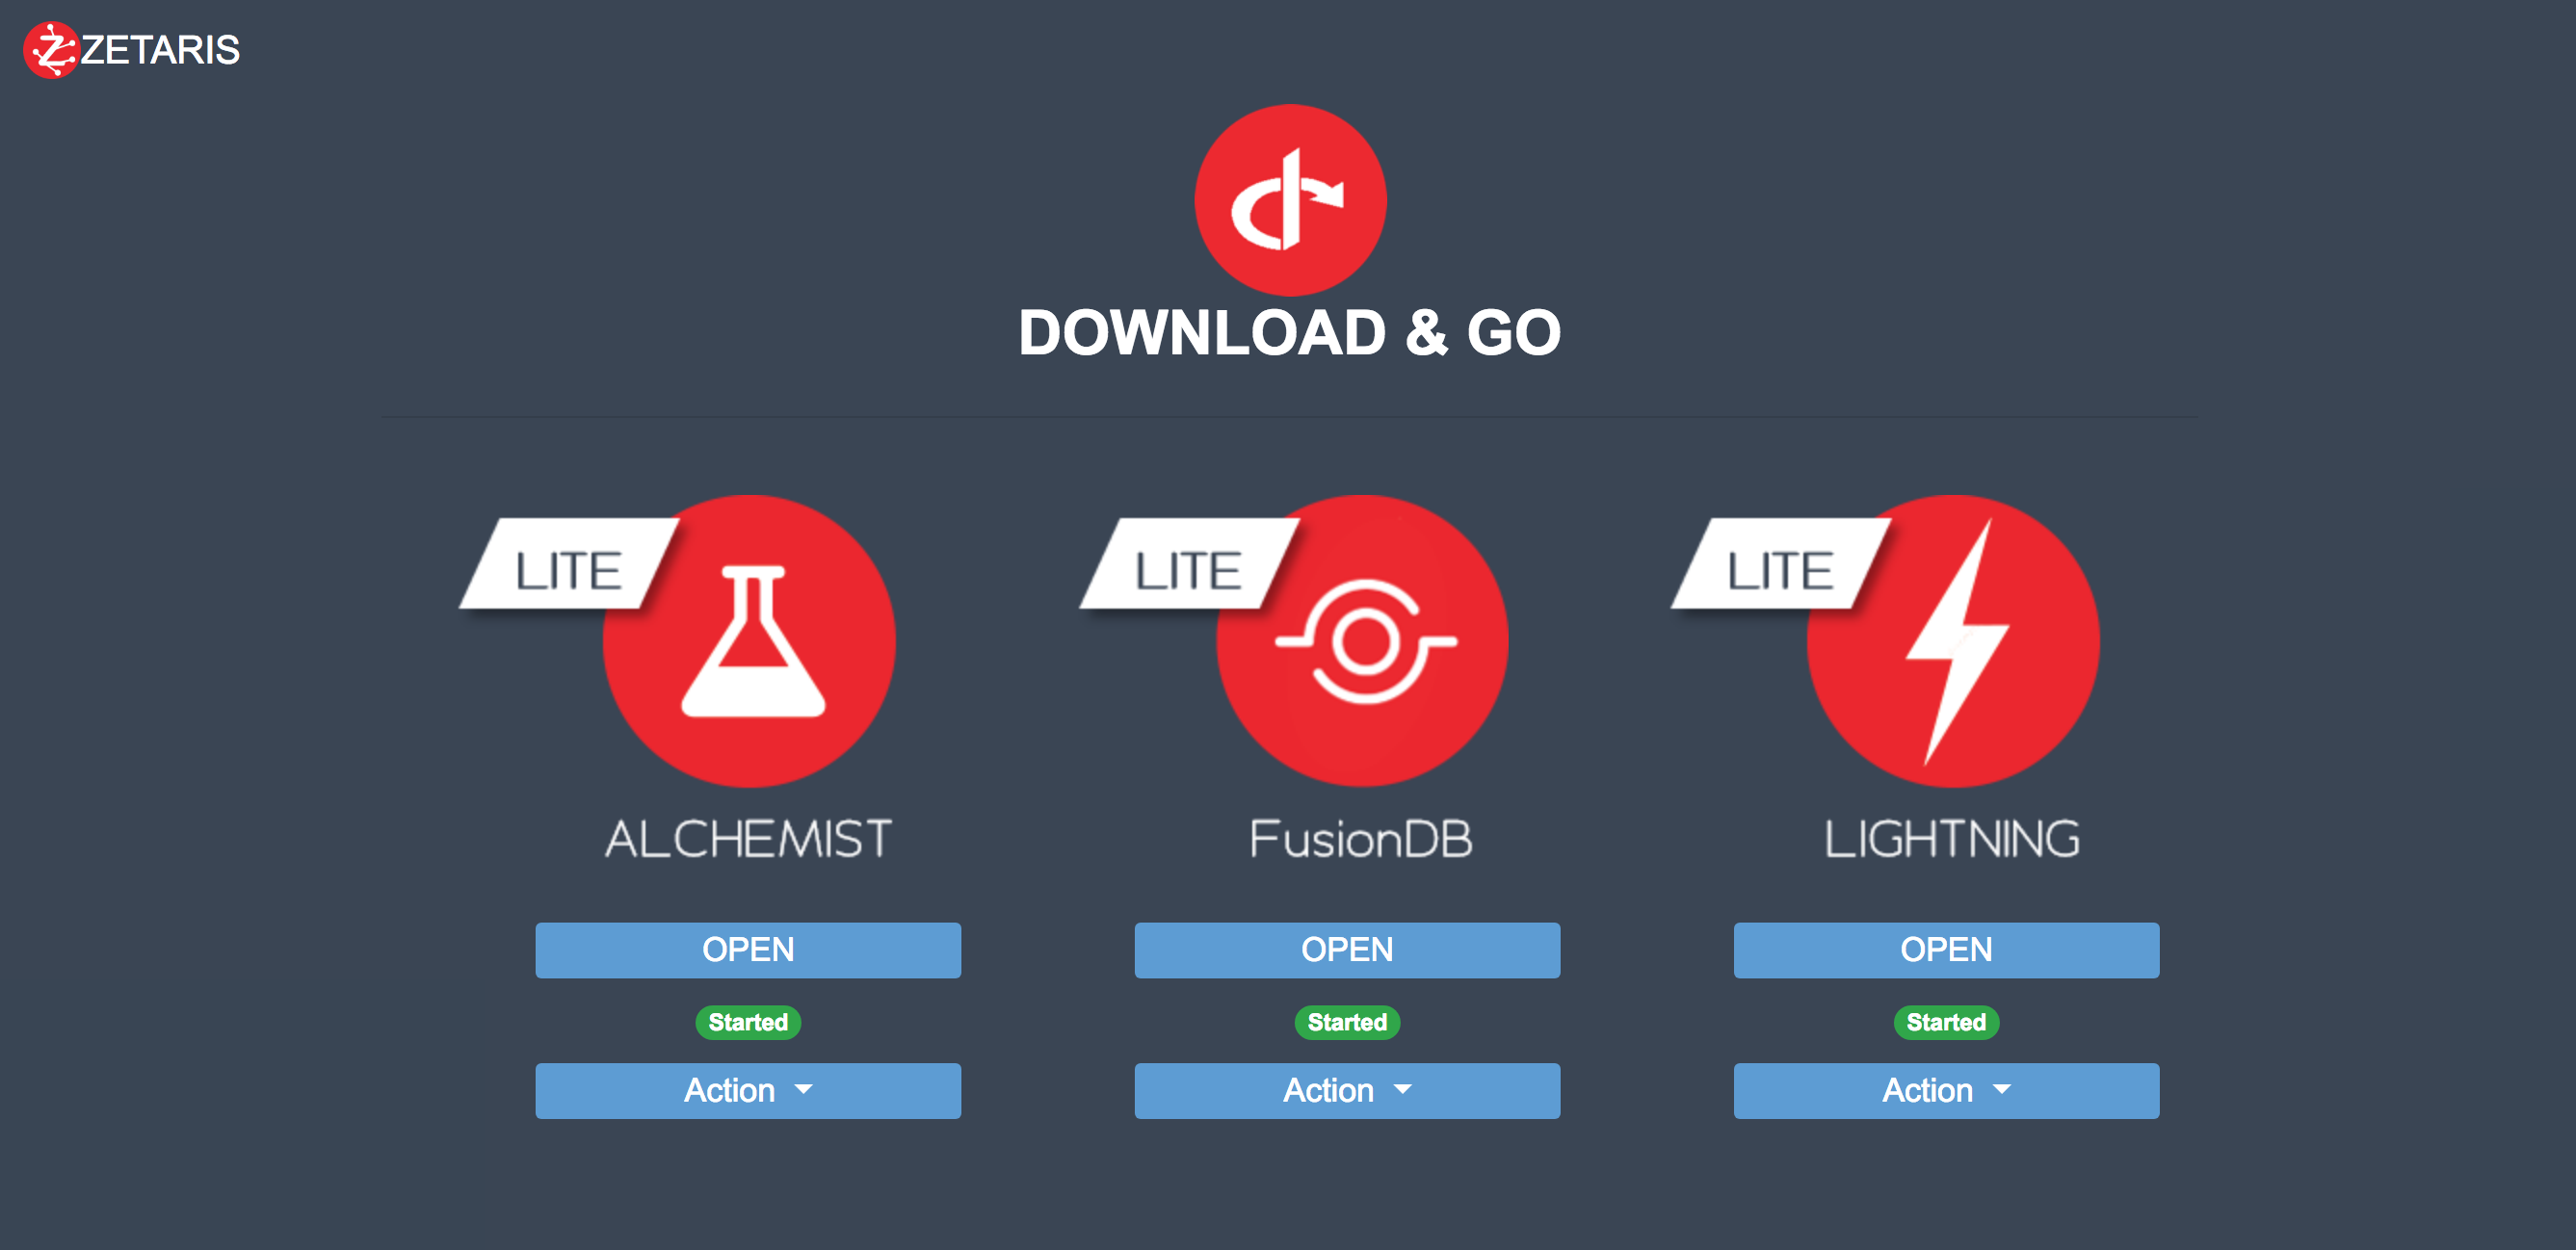 ZETARIS
DOWNLOAD & GO
LITE
LITE
LITE
ALCHEMIST
FusionDB
LIGHTNING
OPEN
OPEN
OPEN
Started
Started
Started
Action
Action
Action